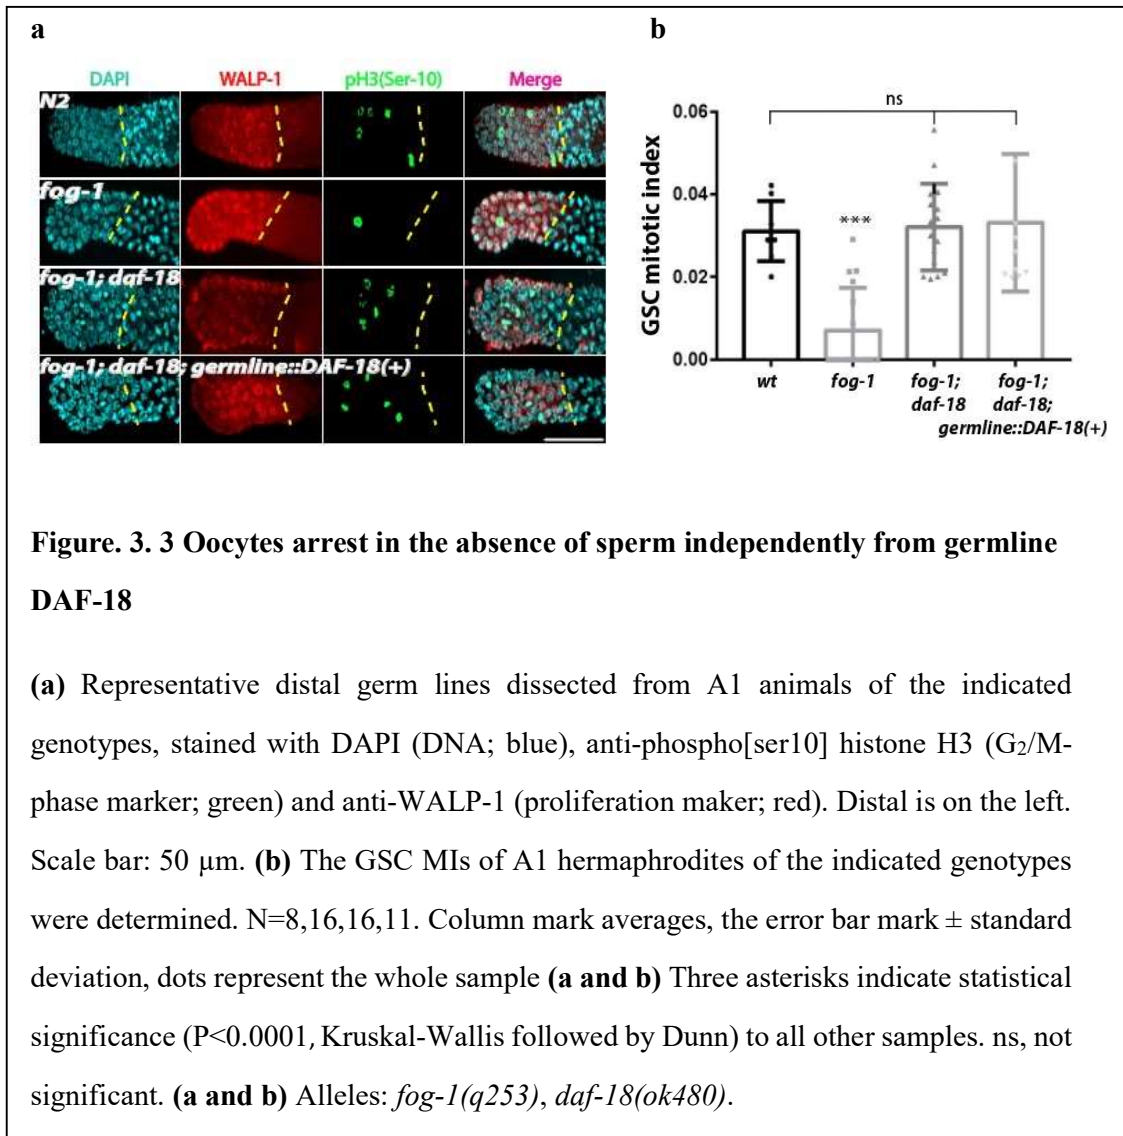 a
b
DAPI
WALP-1
pH3(Ser-10)
Merge
N2
fog-1
fog-1; daf-18
fog-1; daf-18; germline::DAF-18(+)
GSC mitotic index
0.06
0.04
0.02
0.00
ns
***
wt
fog-1
fog-1;
daf-18
fog-1;
daf-18;
germline::DAF-18(+)
Figure. 3. 3 Oocytes arrest in the absence of sperm independently from germline
DAF-18
(a) Representative distal germ lines dissected from A1 animals of the indicated
genotypes, stained with DAPI (DNA; blue), anti-phospho[ser10] histone H3 (G₂/M-
phase marker; green) and anti-WALP-1 (proliferation maker; red). Distal is on the left.
Scale bar: 50 µm. (b) The GSC MIs of A1 hermaphrodites of the indicated genotypes
were determined. N=8,16,16,11. Column mark averages, the error bar mark ± standard
deviation, dots represent the whole sample (a and b) Three asterisks indicate statistical
significance (P<0.0001, Kruskal-Wallis followed by Dunn) to all other samples. ns, not
significant. (a and b) Alleles: fog-1(q253), daf-18(ok480).